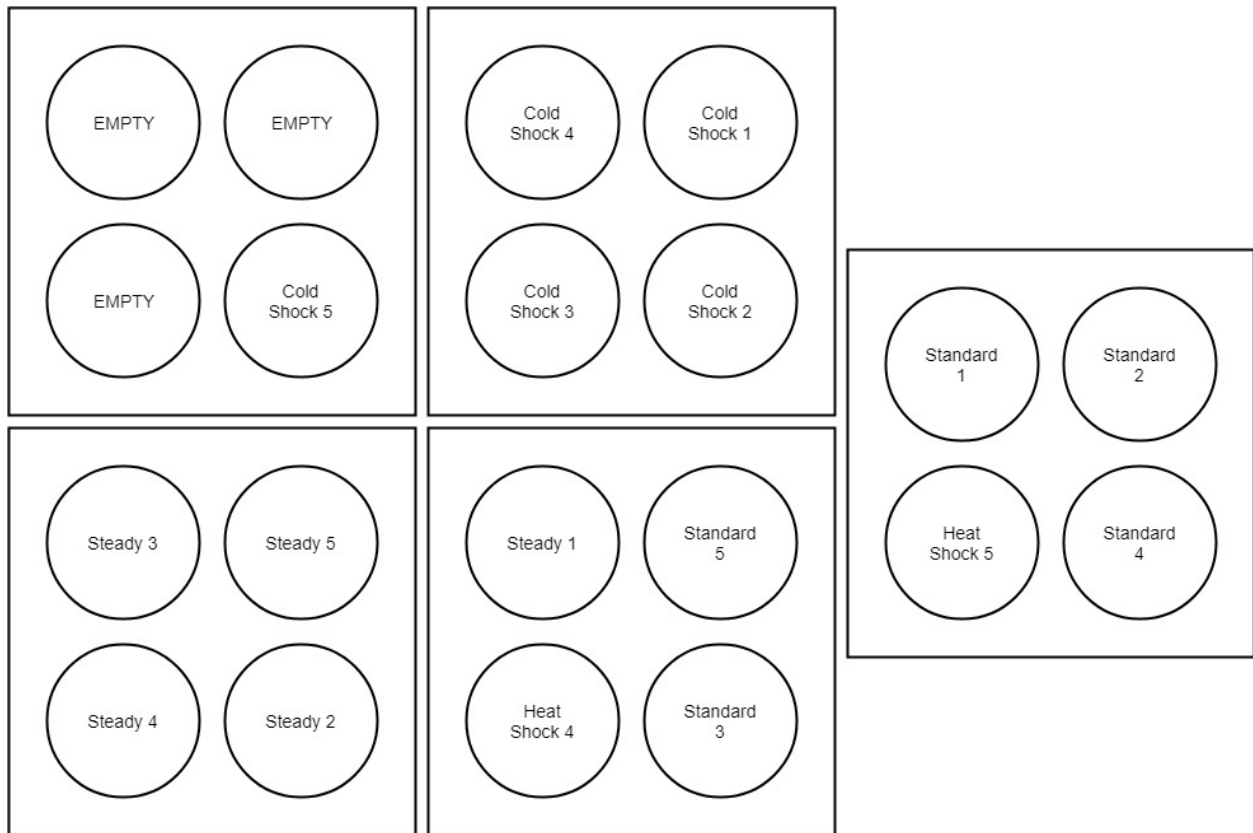 EMPTY
EMPTY
EMPTY
Cold
Shock 5
Cold
Shock 4
Cold
Shock 1
Cold
Shock 3
Cold
Shock 2
Standard
1
Standard
2
Heat
Shock 5
Standard
4
Steady 3
Steady 5
Steady 4
Steady 2
Steady 1
Standard
5
Heat
Shock 4
Standard
3